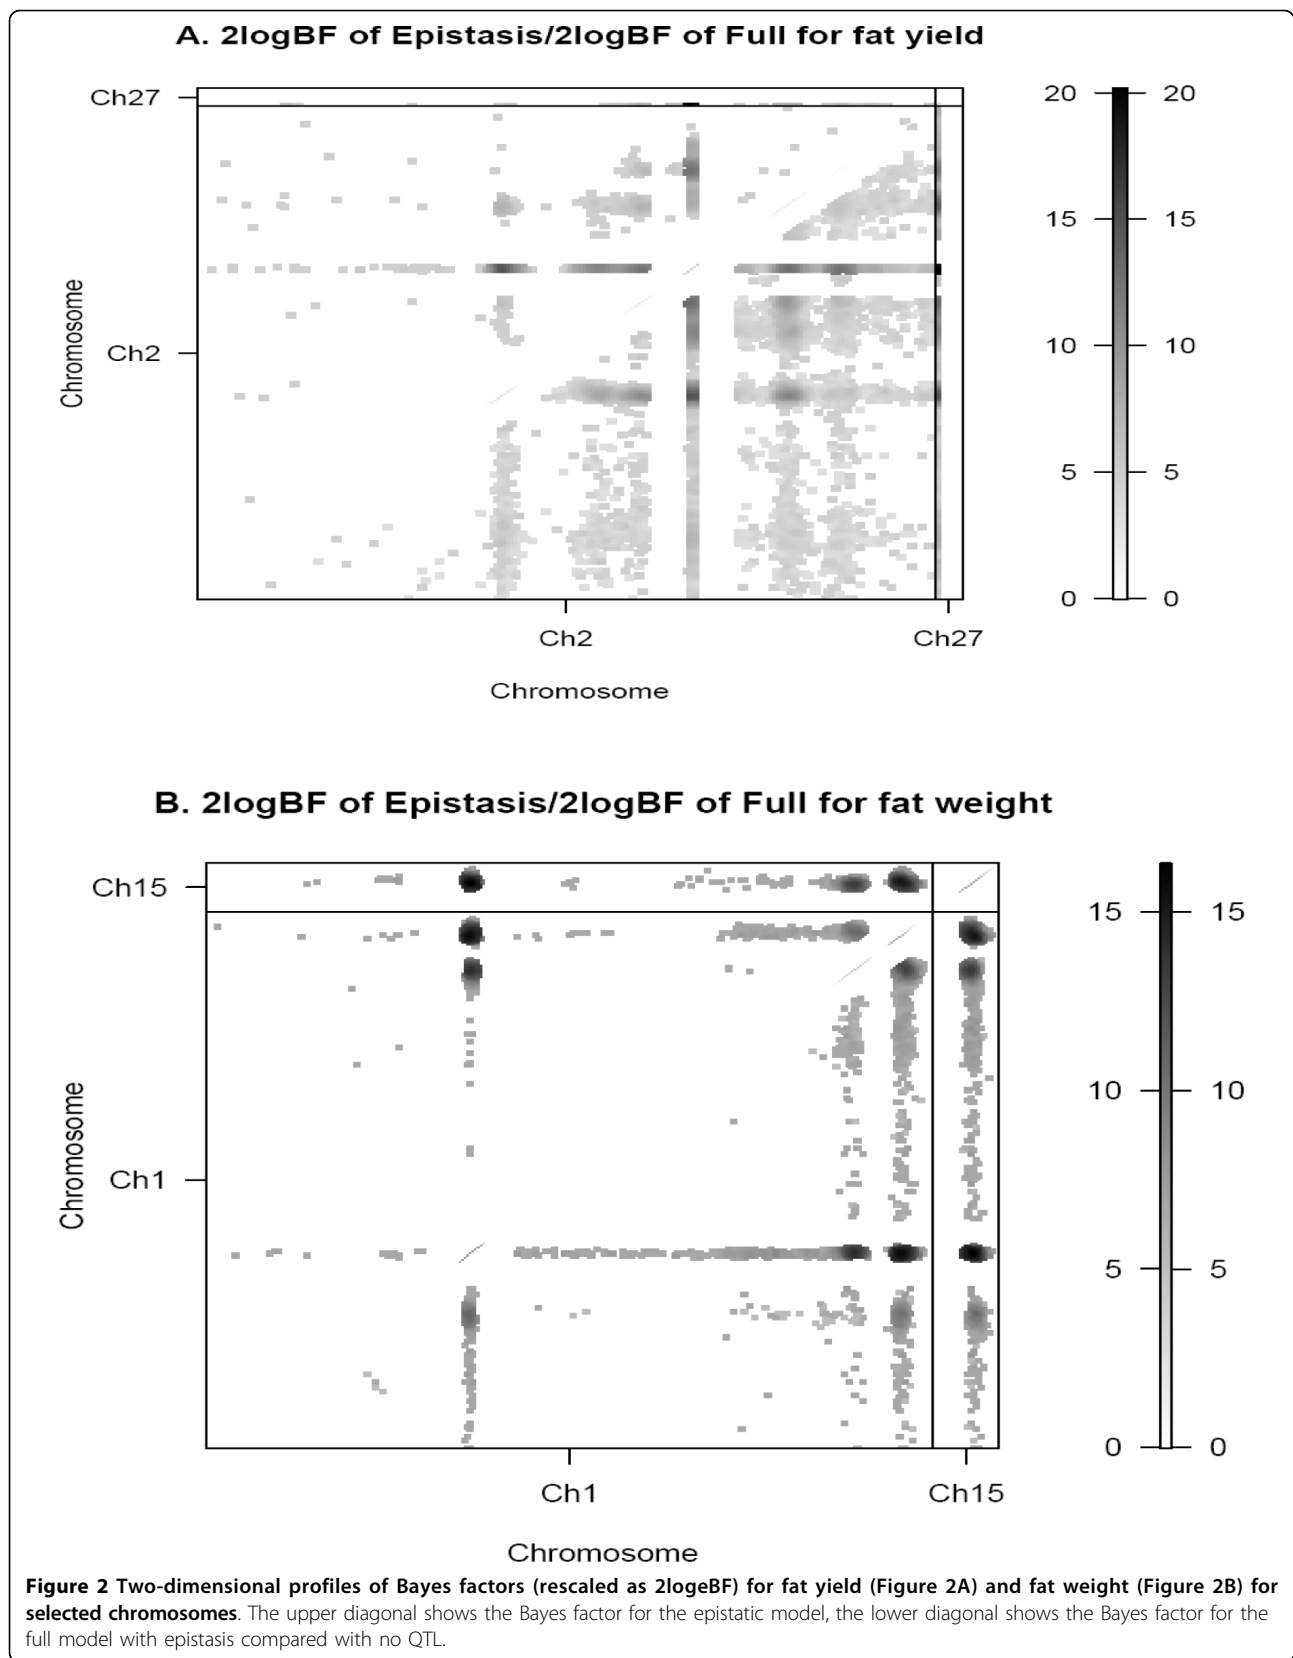 A. 2logBF of Epistasis/2logBF of Full for fat yield
Ch27
Ch2
Chromosome
Ch2
Ch27
Chromosome
20 20
15 15
10 10
5 5
0 0
B. 2logBF of Epistasis/2logBF of Full for fat weight
Ch15
Ch1
Chromosome
Ch1
Ch15
Chromosome
15 15
10 10
5 5
0 0
Figure 2 Two-dimensional profiles of Bayes factors (rescaled as 2logeBF) for fat yield (Figure 2A) and fat weight (Figure 2B) for
selected chromosomes. The upper diagonal shows the Bayes factor for the epistatic model, the lower diagonal shows the Bayes factor for the
full model with epistasis compared with no QTL.